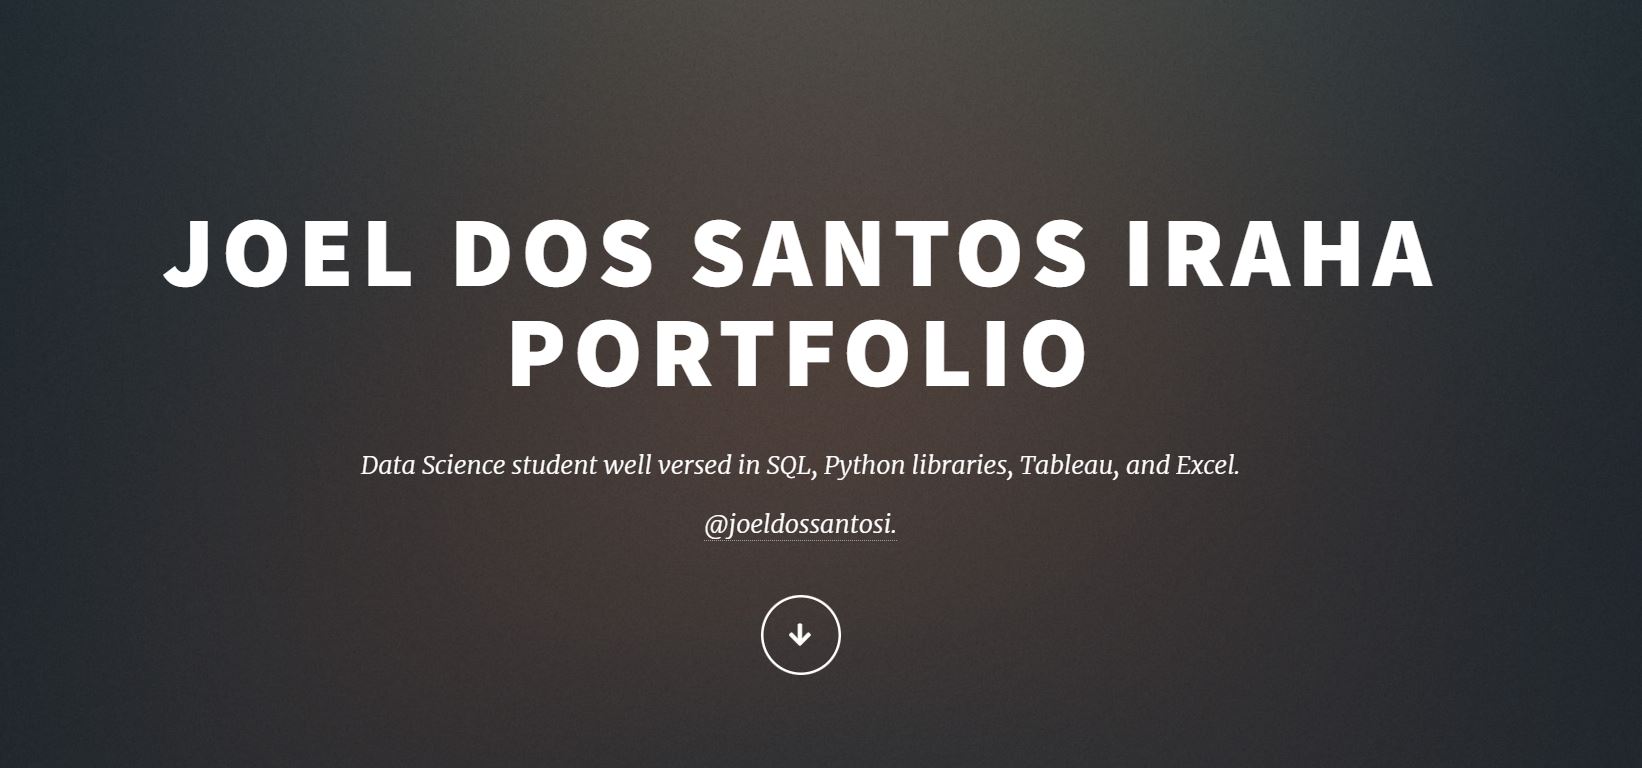 JOEL DOS SANTOS IRAHA
PORTFOLIO
Data Science student well versed in SQL, Python libraries, Tableau, and Excel.
@joeldossantosi.